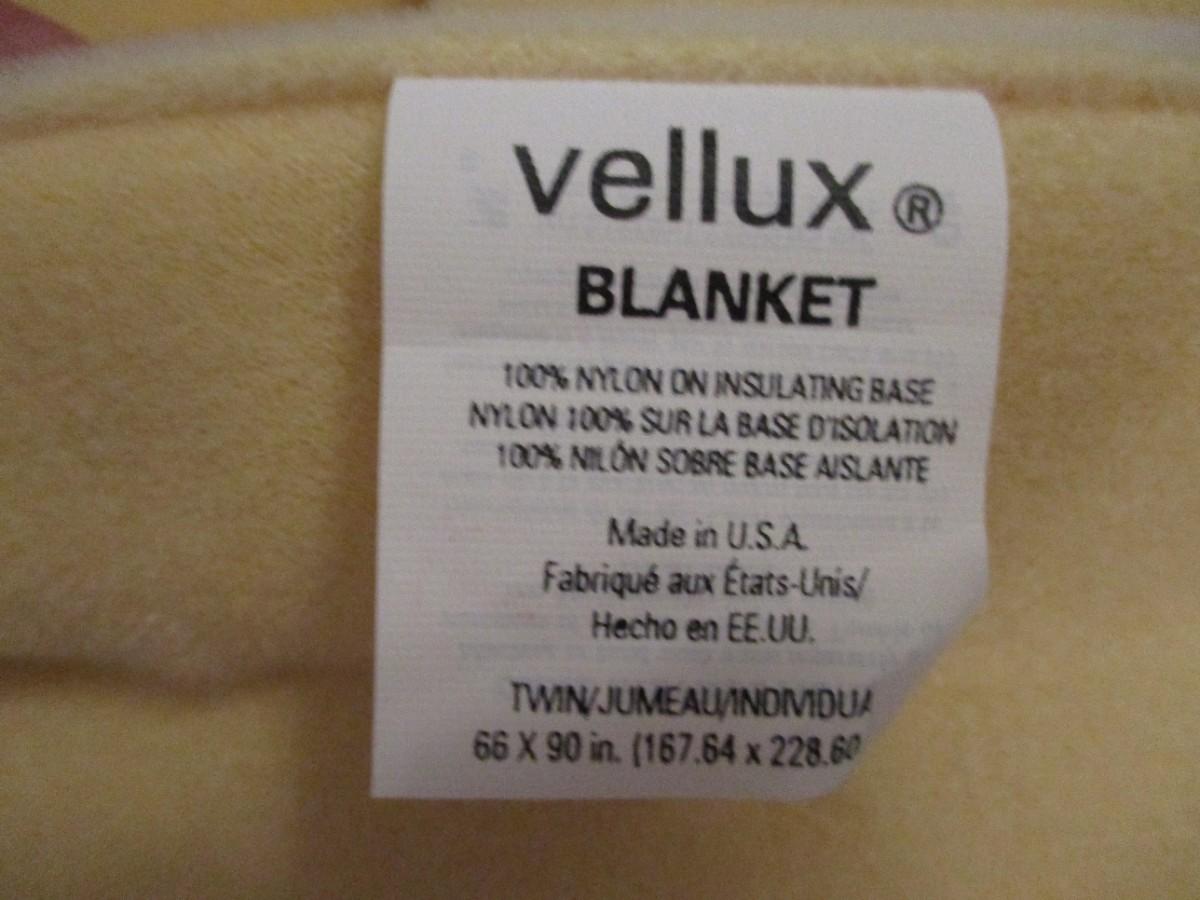 vellux ®
BLANKET
100% NYLON ON INSULATING BASE
NYLON 100% SUR LA BASE D'ISOLATION
100% NILÓN SOBRE BASE AISLANTE
Made in U.S.A.
Fabriqué aux États-Unis/
Hecho en EE.UU.
TWIN/JUMEAU/INDIVIDUA
66 X 90 in. (167.64 x 228.60